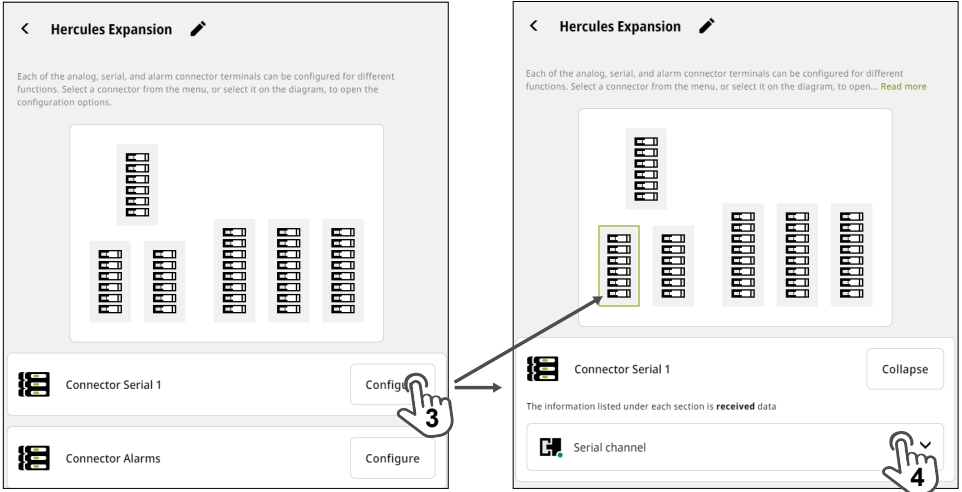 Hercules Expansion
Each of the analog, serial, and alarm connector terminals can be configured for different
functions. Select a connector from the menu, or select it on the diagram, to open the
configuration options.
Connector Serial 1
Configure
3
Connector Alarms
Configure
Hercules Expansion
Each of the analog, serial, and alarm connector terminals can be configured for different
functions. Select a connector from the menu, or select it on the diagram, to open... Read more
Connector Serial 1
Collapse
The information listed under each section is received data
Serial channel
4